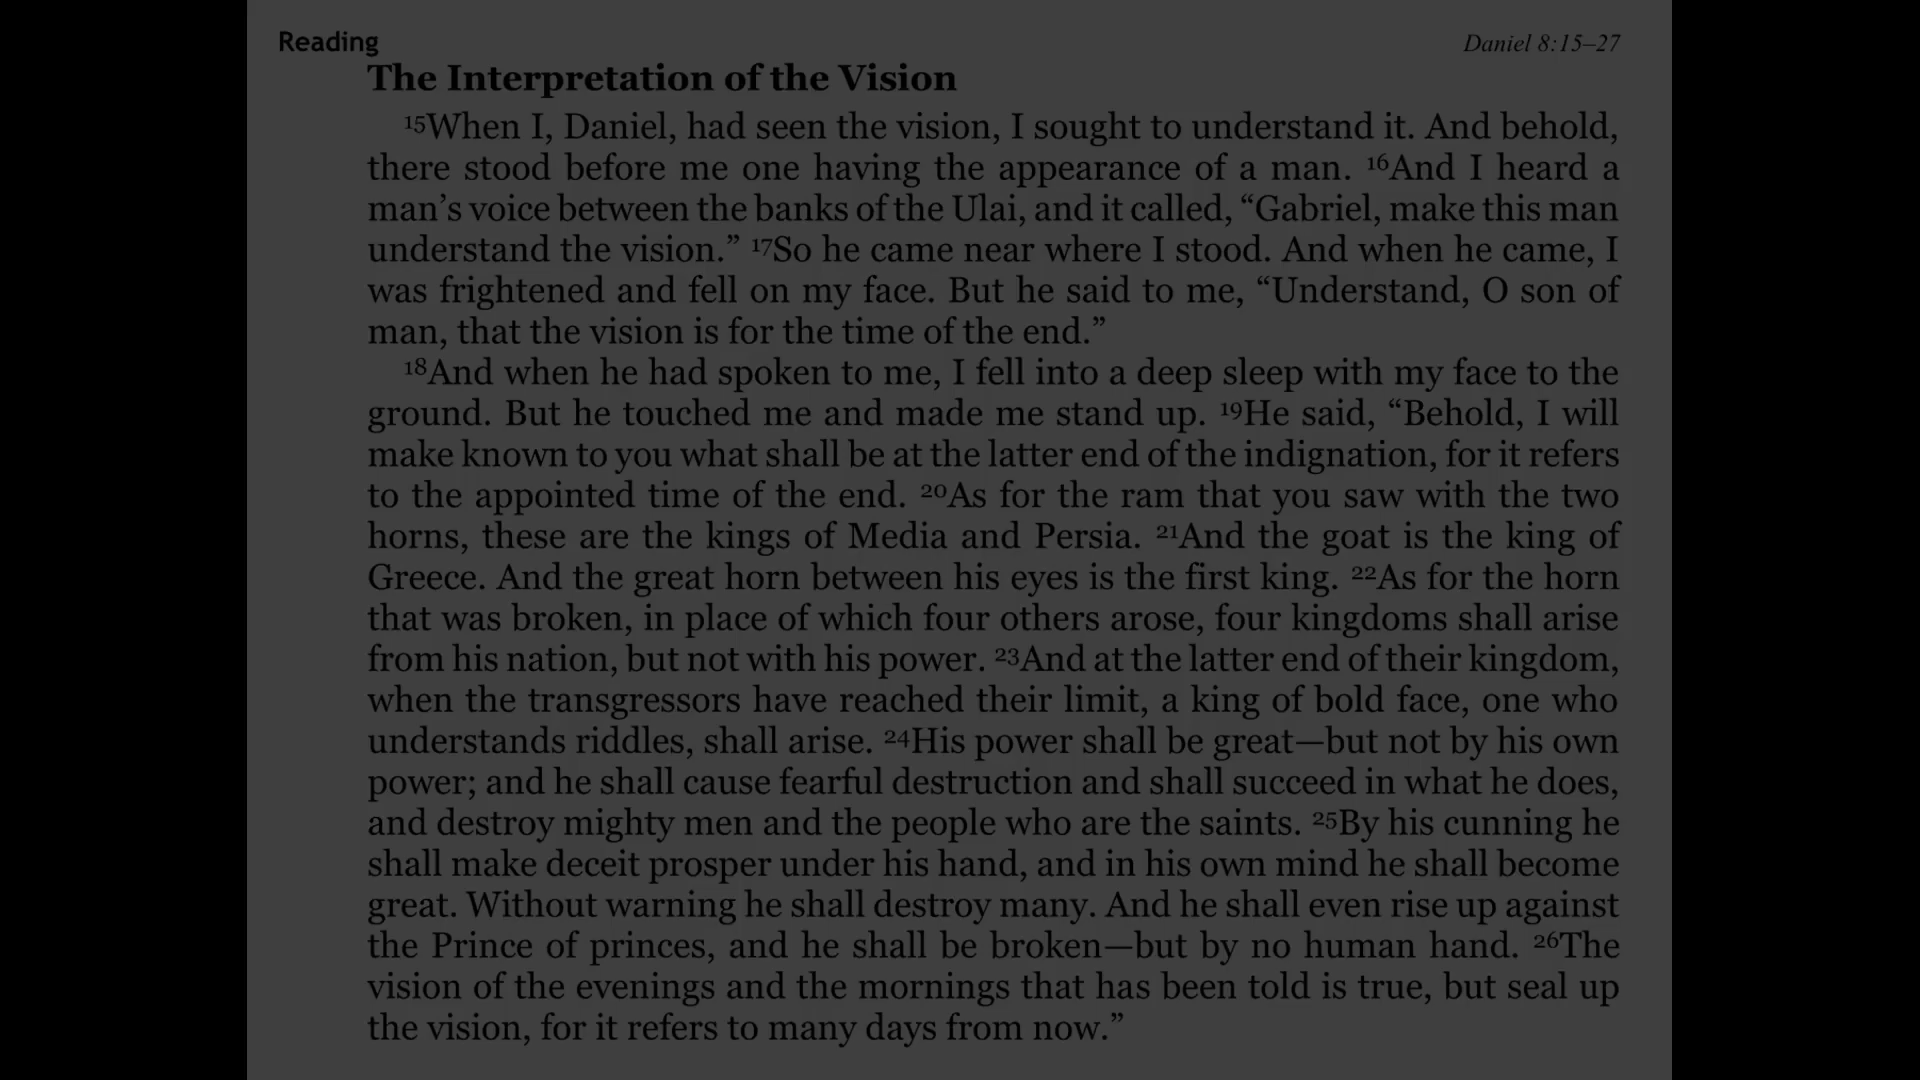 Reading
Daniel 8:15–27
The Interpretation of the Vision
15When I, Daniel, had seen the vision, I sought to understand it. And behold,
there stood before me one having the appearance of a man. 16And I heard a
man’s voice between the banks of the Ulai, and it called, “Gabriel, make this man
understand the vision.” 17So he came near where I stood. And when he came, I
was frightened and fell on my face. But he said to me, “Understand, O son of
man, that the vision is for the time of the end.”
18And when he had spoken to me, I fell into a deep sleep with my face to the
ground. But he touched me and made me stand up. 19He said, “Behold, I will
make known to you what shall be at the latter end of the indignation, for it refers
to the appointed time of the end. 20As for the ram that you saw with the two
horns, these are the kings of Media and Persia. 21And the goat is the king of
Greece. And the great horn between his eyes is the first king. 22As for the horn
that was broken, in place of which four others arose, four kingdoms shall arise
from his nation, but not with his power. 23And at the latter end of their kingdom,
when the transgressors have reached their limit, a king of bold face, one who
understands riddles, shall arise. 24His power shall be great—but not by his own
power; and he shall cause fearful destruction and shall succeed in what he does,
and destroy mighty men and the people who are the saints. 25By his cunning he
shall make deceit prosper under his hand, and in his own mind he shall become
great. Without warning he shall destroy many. And he shall even rise up against
the Prince of princes, and he shall be broken—but by no human hand. 26The
vision of the evenings and the mornings that has been told is true, but seal up
the vision, for it refers to many days from now.”